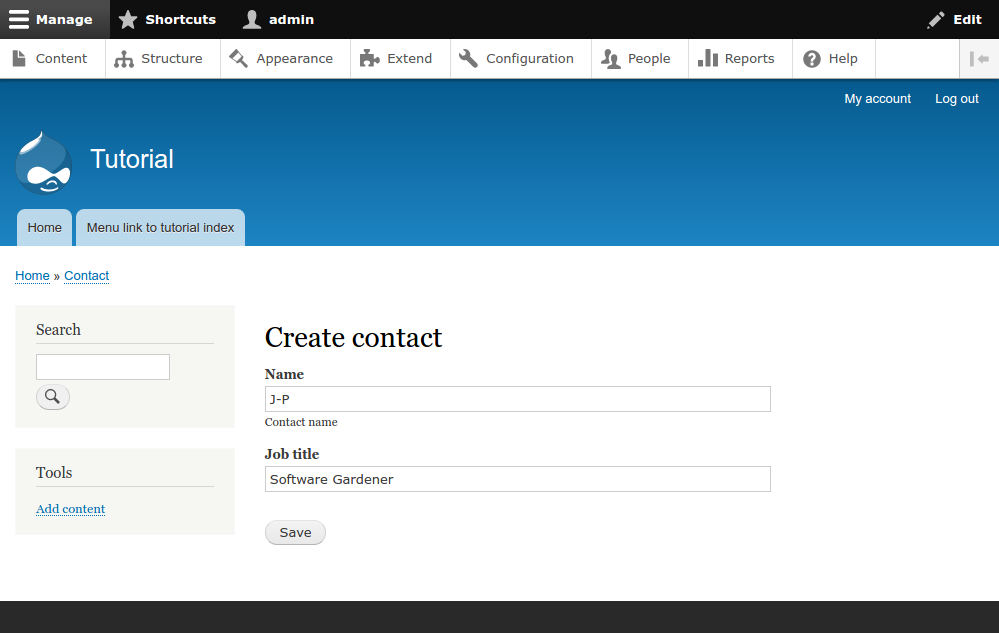 Manage Shortcuts admin Edit
Content Structure Appearance Extend Configuration People Reports Help
My account Log out
Tutorial
Home Menu link to tutorial index
Home » Contact
Search
Tools
Add content
Create contact
Name
J-P
Contact name
Job title
Software Gardener
Save